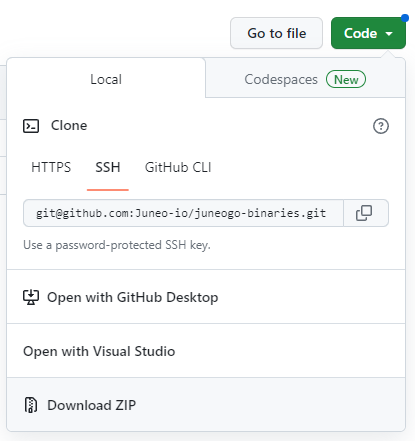 Go to file Code
Local Codespaces New
Clone
HTTPS SSH GitHub CLI
git@github.com:Juneo-io/juneogo-binaries.git
Use a password-protected SSH key.
Open with GitHub Desktop
Open with Visual Studio
Download ZIP